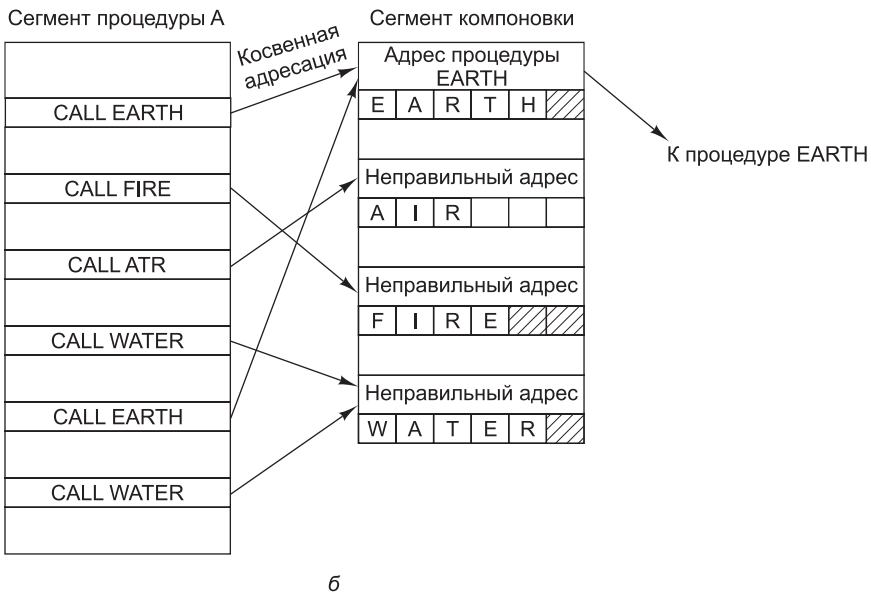 Сегмент процедуры А
Сегмент компоновки
Косвенная
адресация
CALL EARTH
CALL FIRE
CALL ATR
CALL WATER
CALL EARTH
CALL WATER
Адрес процедуры
EARTH
E A R T H
Неправильный адрес
A I R
Неправильный адрес
F I R E
Неправильный адрес
W A T E R
К процедуре EARTH
б